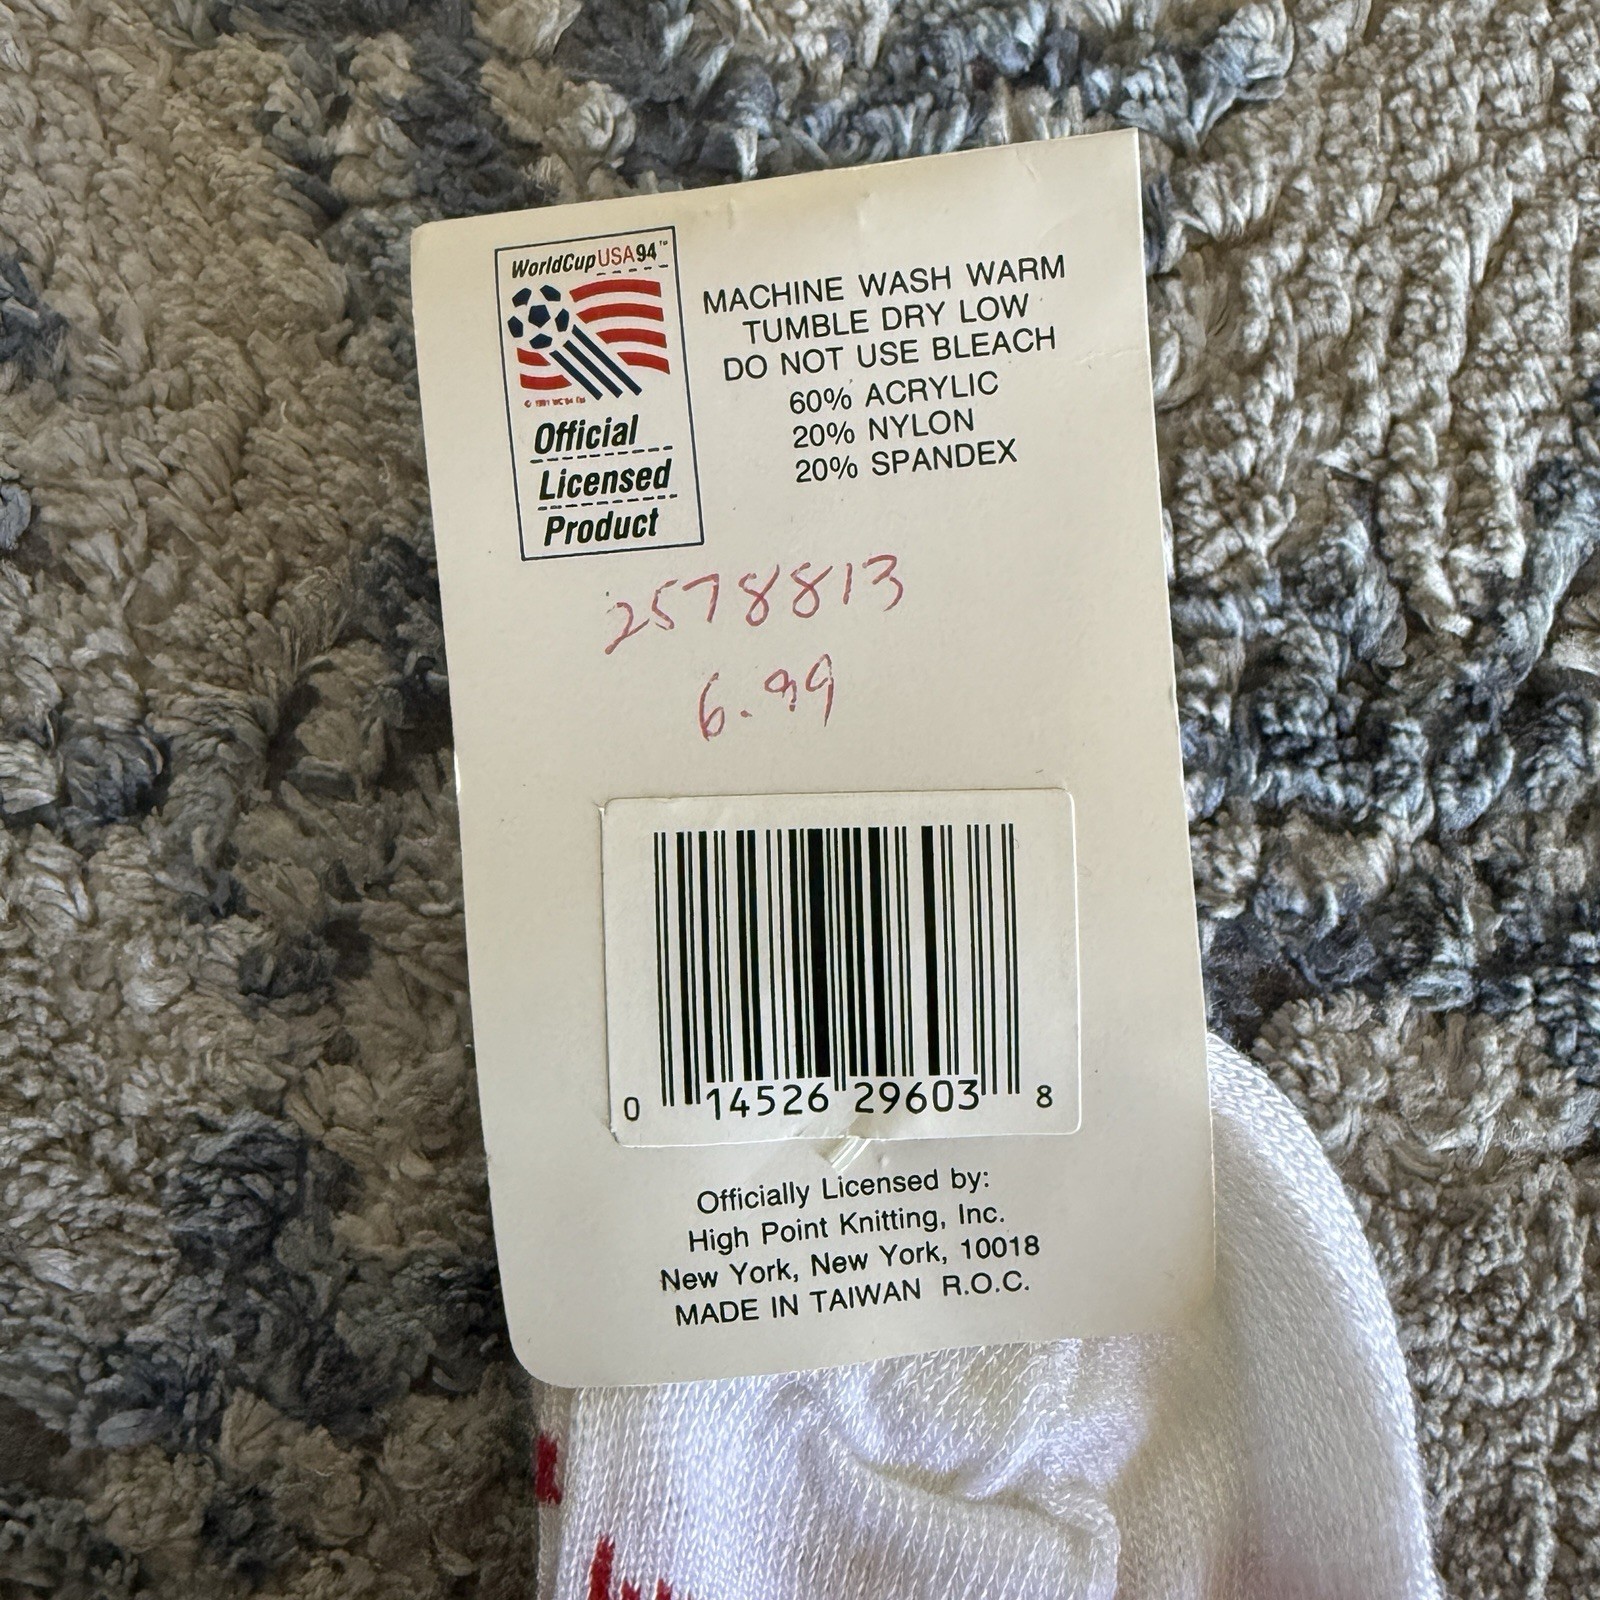 WorldCupUSA94™
Official
Licensed
Product
MACHINE WASH WARM
TUMBLE DRY LOW
DO NOT USE BLEACH
60% ACRYLIC
20% NYLON
20% SPANDEX
2578813
6.99
0 14526 29603 8
Officially Licensed by:
High Point Knitting, Inc.
New York, New York, 10018
MADE IN TAIWAN R.O.C.